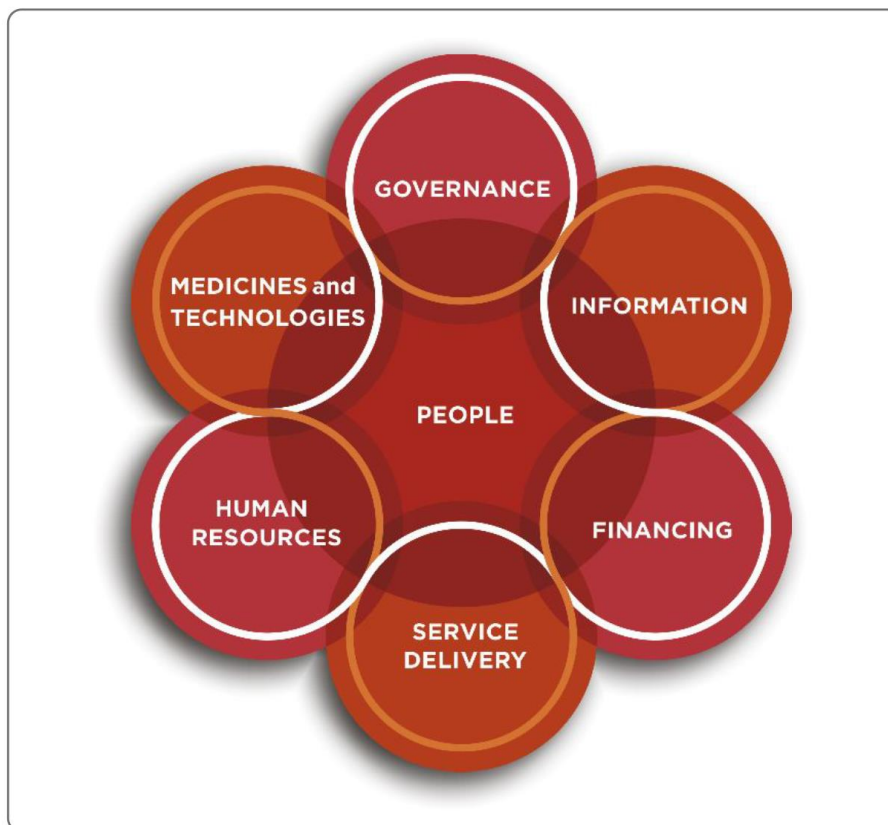 GOVERNANCE
MEDICINES and
TECHNOLOGIES
INFORMATION
PEOPLE
HUMAN
RESOURCES
FINANCING
SERVICE
DELIVERY